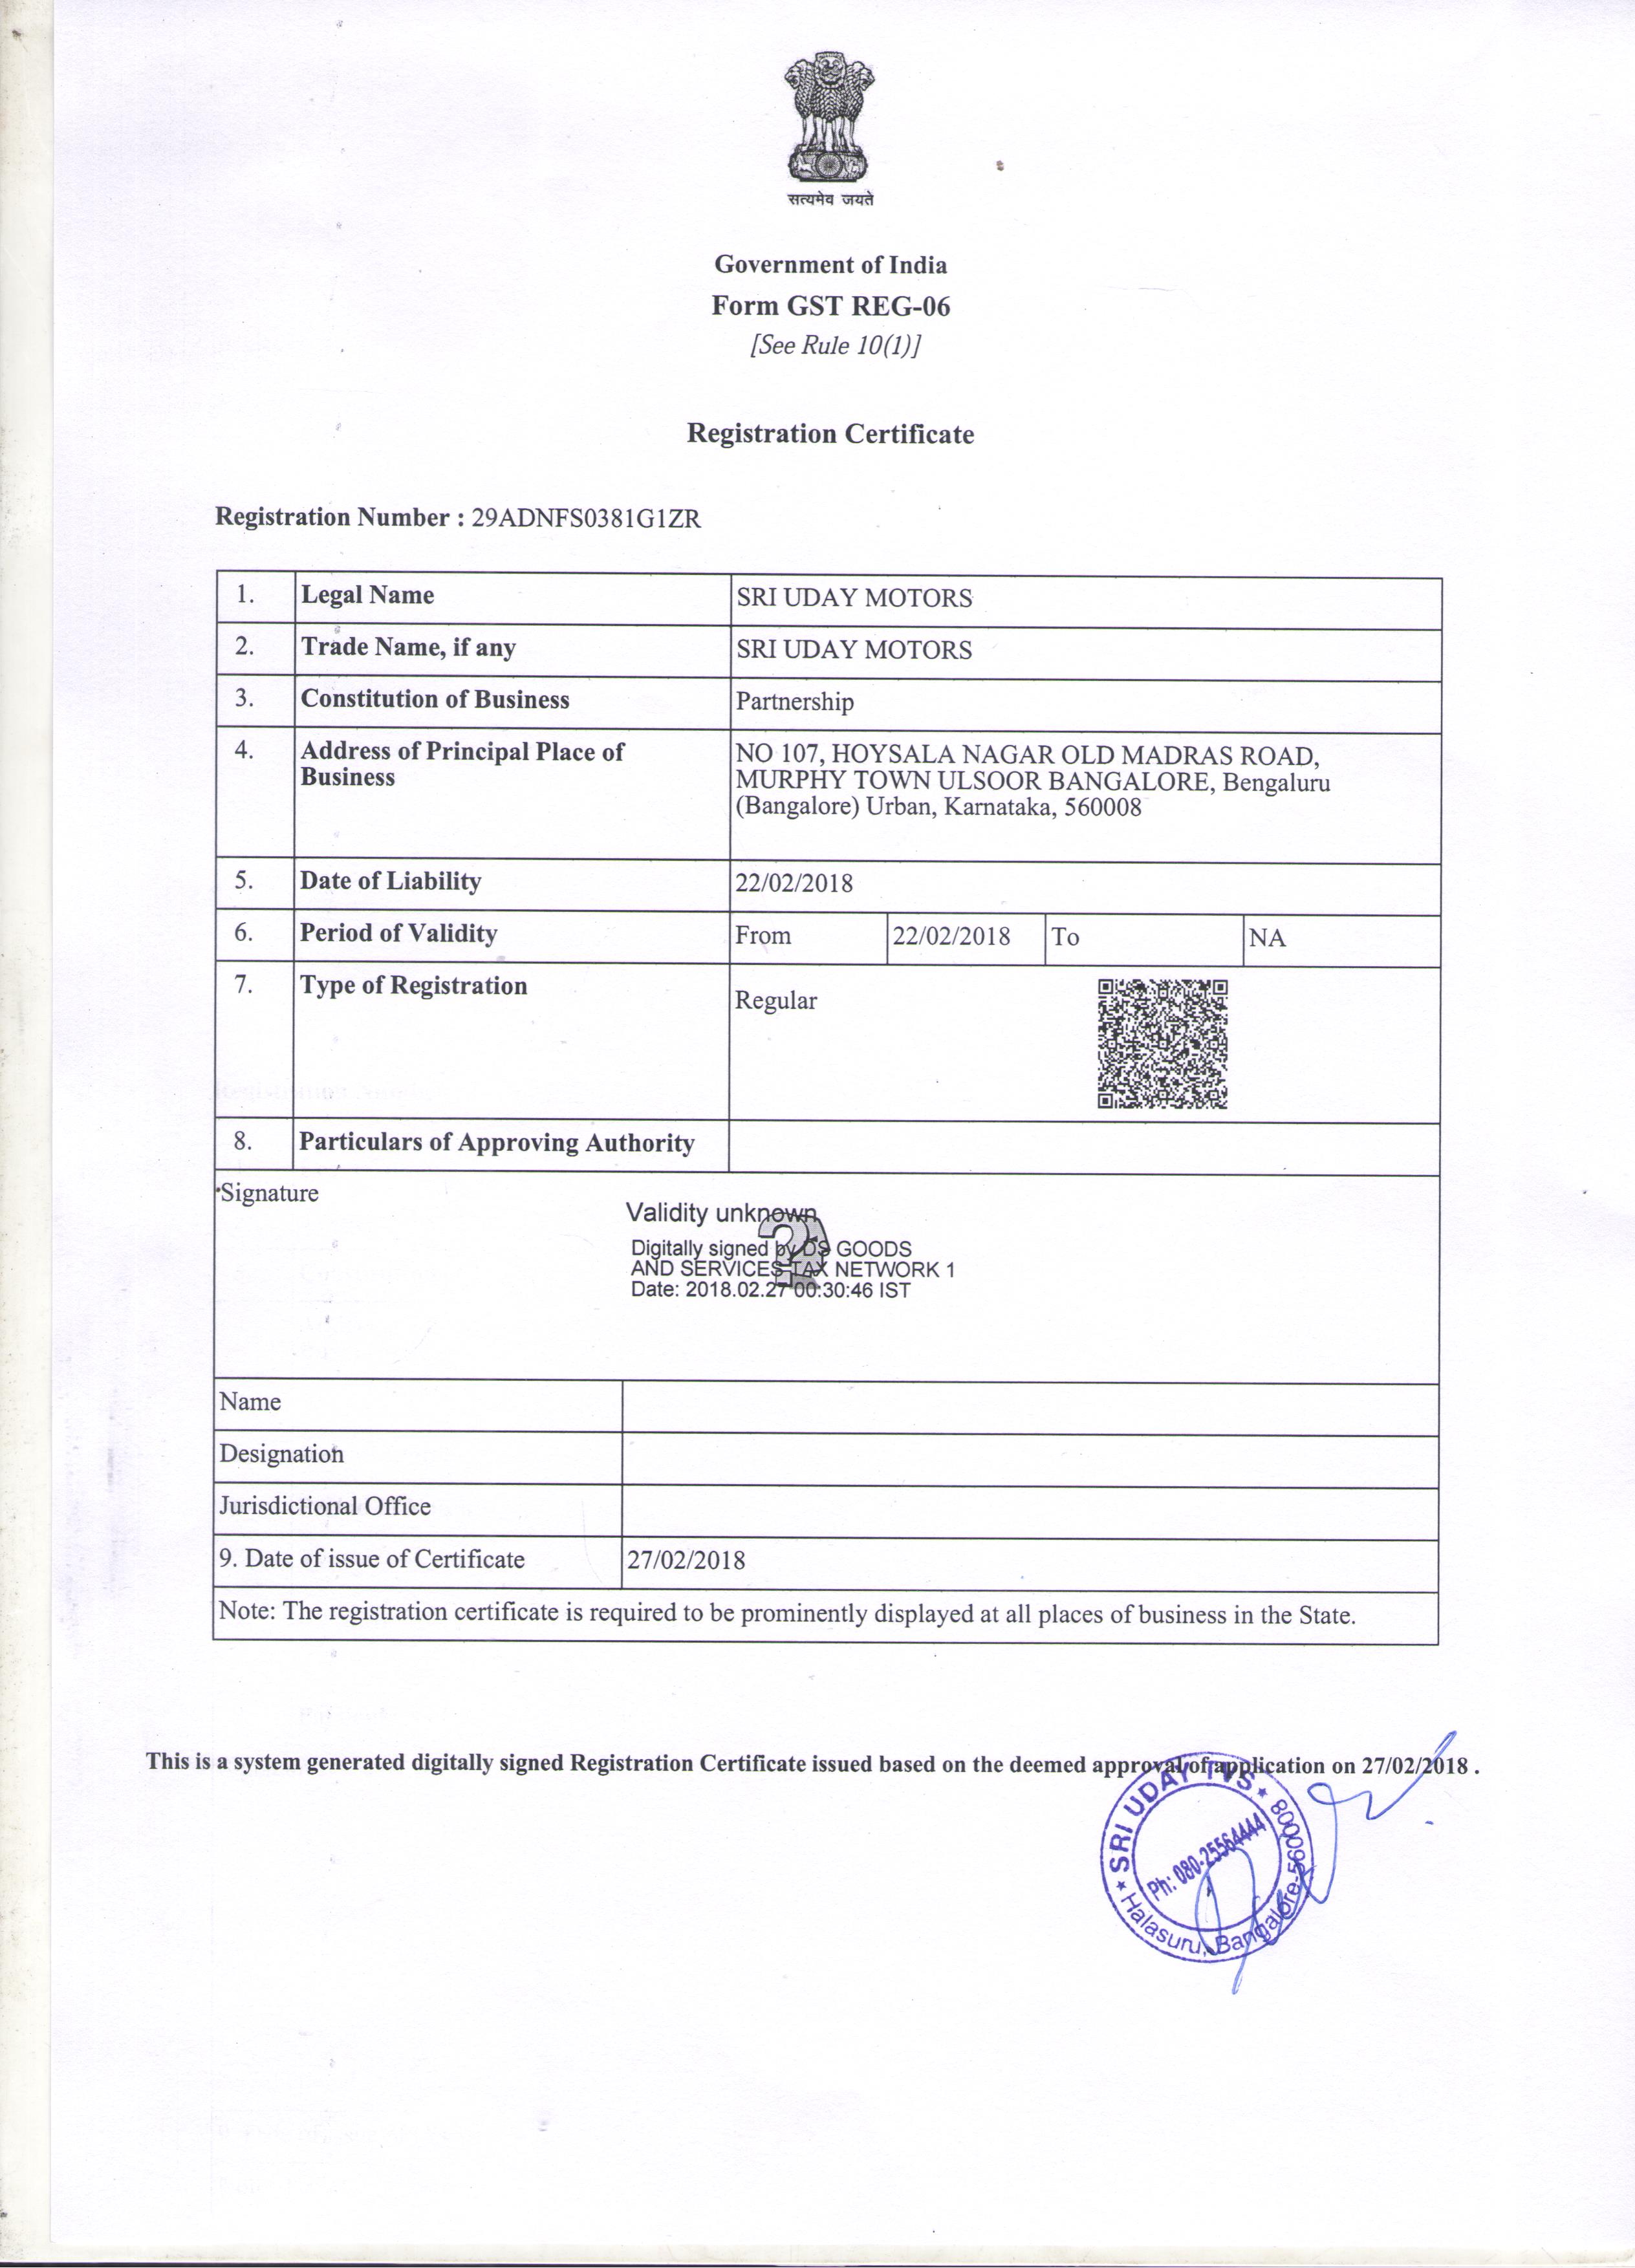 सत्यमेव जयते
Government of India
Form GST REG-06
[See Rule 10(1)]
Registration Certificate
Registration Number : 29ADNFS0381G1ZR
1. Legal Name SRI UDAY MOTORS
2. Trade Name, if any SRI UDAY MOTORS
3. Constitution of Business Partnership
4. Address of Principal Place of
Business
NO 107, HOYSALA NAGAR OLD MADRAS ROAD,
MURPHY TOWN ULSOOR BANGALORE, Bengaluru
(Bangalore) Urban, Karnataka, 560008
5. Date of Liability 22/02/2018
6. Period of Validity From 22/02/2018 To NA
7. Type of Registration Regular
8. Particulars of Approving Authority
Signature
Validity unknown
Digitally signed by DS GOODS
AND SERVICES TAX NETWORK 1
Date: 2018.02.27 00:30:46 IST
Name
Designation
Jurisdictional Office
9. Date of issue of Certificate 27/02/2018
Note: The registration certificate is required to be prominently displayed at all places of business in the State.
This is a system generated digitally signed Registration Certificate issued based on the deemed approval of application on 27/02/2018 .
★ SRI UDAY TVS ★
Ph: 080-25564444
Halasuru, Bangalore-560008